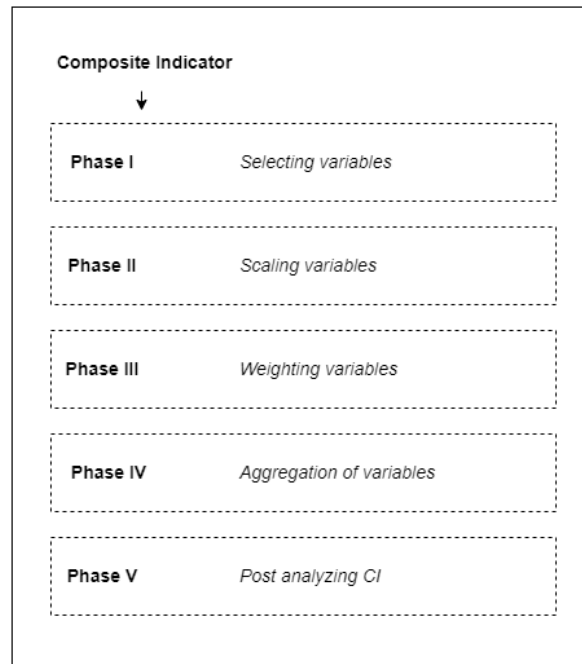 Composite Indicator
Phase I Selecting variables
Phase II Scaling variables
Phase III Weighting variables
Phase IV Aggregation of variables
Phase V Post analyzing CI